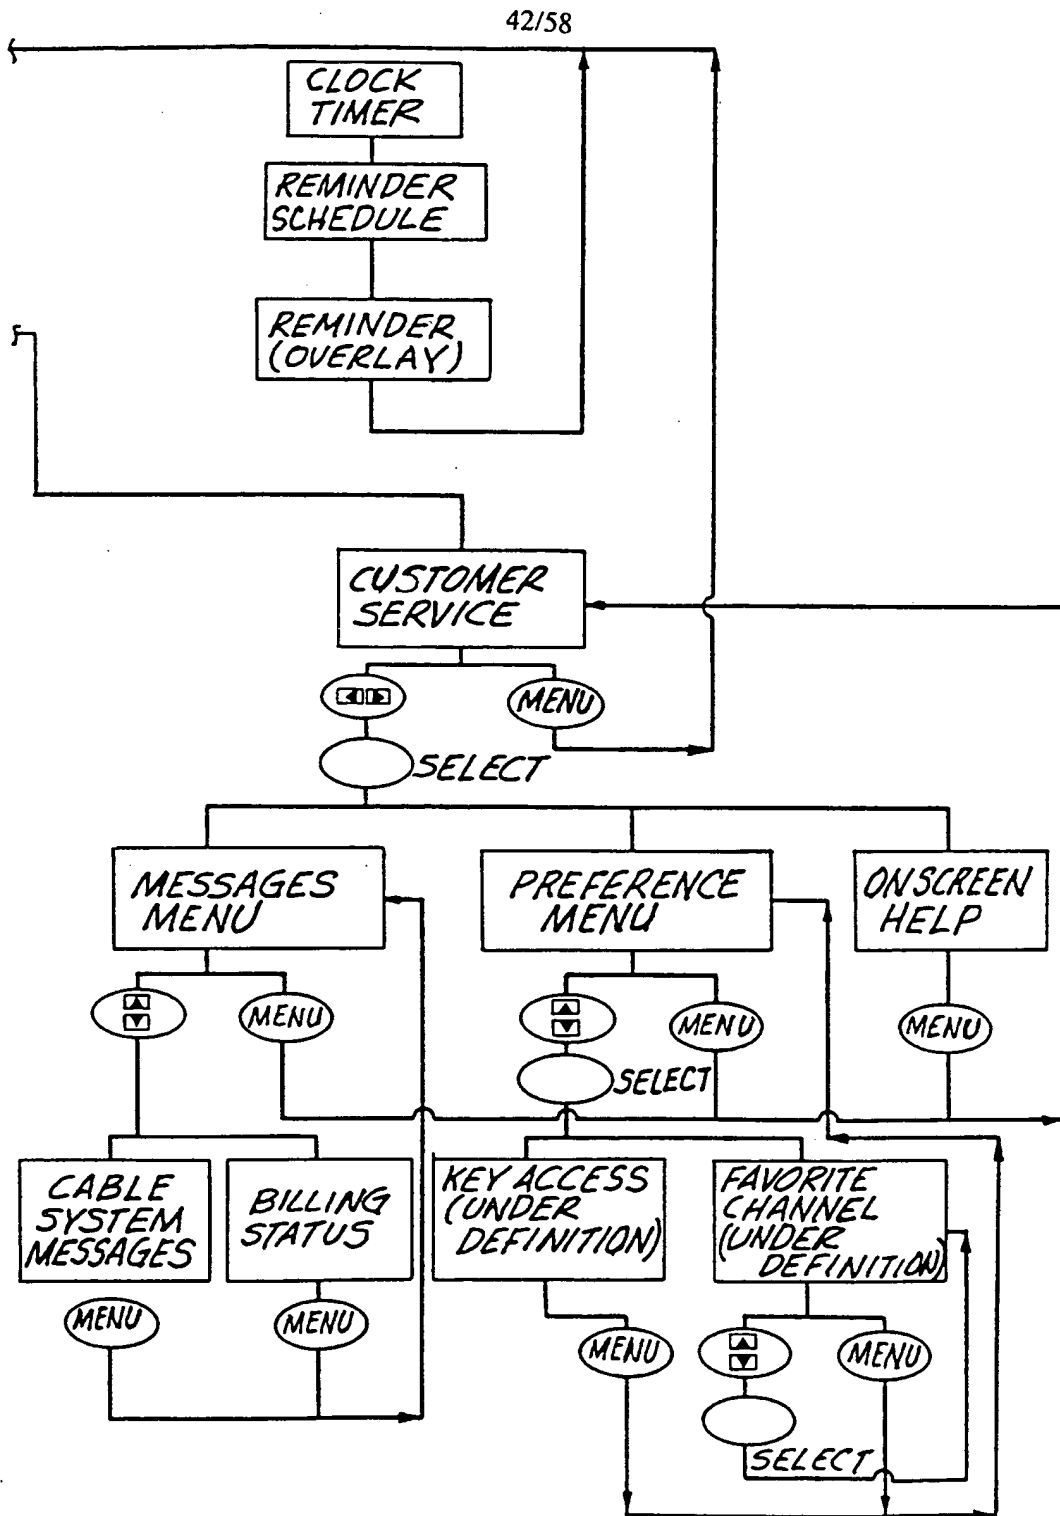 42/58
CLOCK
TIMER
REMINDER
SCHEDULE
REMINDER
(OVERLAY)
CUSTOMER
SERVICE
MENU
SELECT
MESSAGES
MENU
PREFERENCE
MENU
ONSCREEN
HELP
MENU
MENU
MENU
SELECT
CABLE
SYSTEM
MESSAGES
BILLING
STATUS
KEY ACCESS
(UNDER
DEFINITION)
FAVORITE
CHANNEL
(UNDER
DEFINITION)
MENU
MENU
MENU
MENU
SELECT